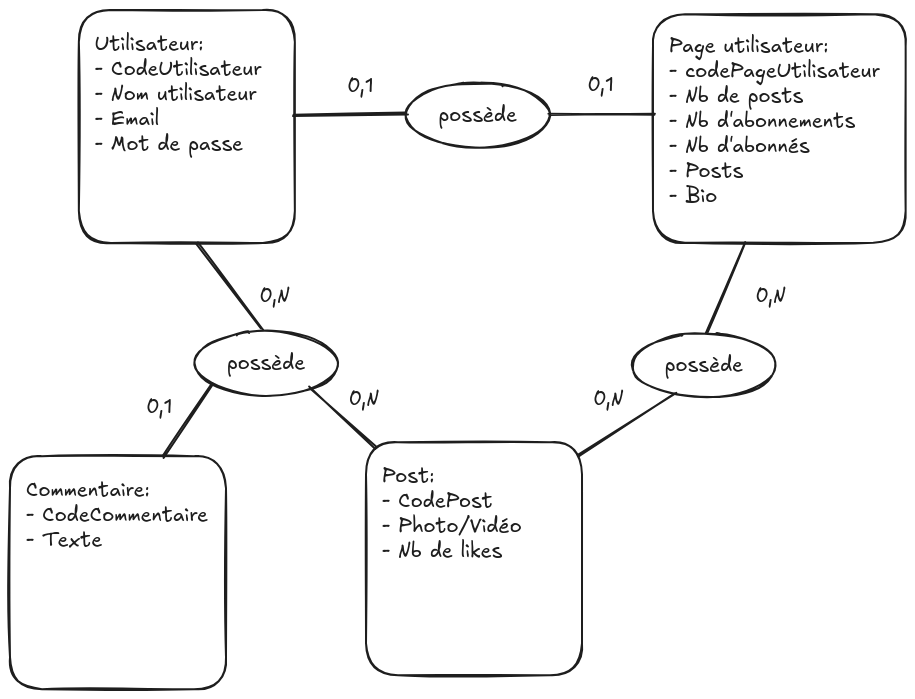 Utilisateur:
- CodeUtilisateur
- Nom utilisateur
- Email
- Mot de passe
0,1
possède
0,1
Page utilisateur:
- codePageUtilisateur
- Nb de posts
- Nb d'abonnements
- Nb d'abonnés
- Posts
- Bio
0,N
possède
0,1
0,N
0,N
possède
0,N
Commentaire:
- CodeCommentaire
- Texte
Post:
- CodePost
- Photo/Vidéo
- Nb de likes